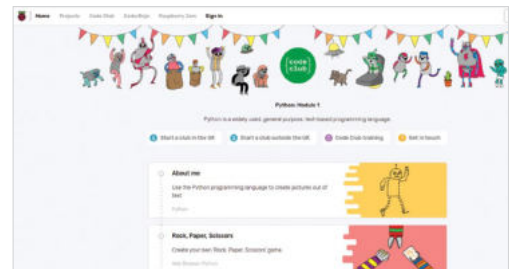 Home Projects Code Club CoderDojo Raspberry Jam Sign in
{code club}
Python: Module 1
Python is a widely used, general purpose, text-based programming language.
Start a club in the UK Start a club outside the UK Code Club training Get in touch
About me
Use the Python programming language to create pictures out of
text
Python
Rock, Paper, Scissors
Create your own 'Rock, Paper, Scissors' game.